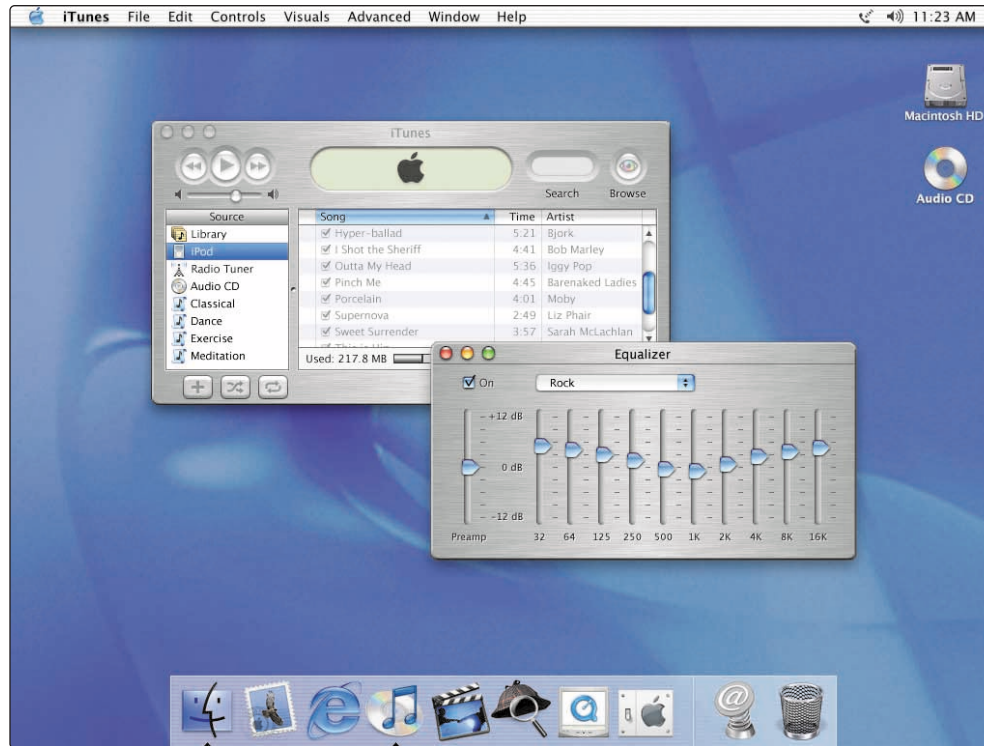 iTunes File Edit Controls Visuals Advanced Window Help 11:23 AM
Macintosh HD
Audio CD
iTunes
Search Browse
Source
Library
iPod
Radio Tuner
Audio CD
Classical
Dance
Exercise
Meditation
Song Time Artist
Hyper-ballad 5:21 Bjork
I Shot the Sheriff 4:41 Bob Marley
Outta My Head 5:36 Iggy Pop
Pinch Me 4:45 Barenaked Ladies
Porcelain 4:01 Moby
Supernova 2:49 Liz Phair
Sweet Surrender 3:57 Sarah McLachlan
Used: 217.8 MB
Equalizer
On Rock
+12 dB
0 dB
-12 dB
Preamp 32 64 125 250 500 1K 2K 4K 8K 16K